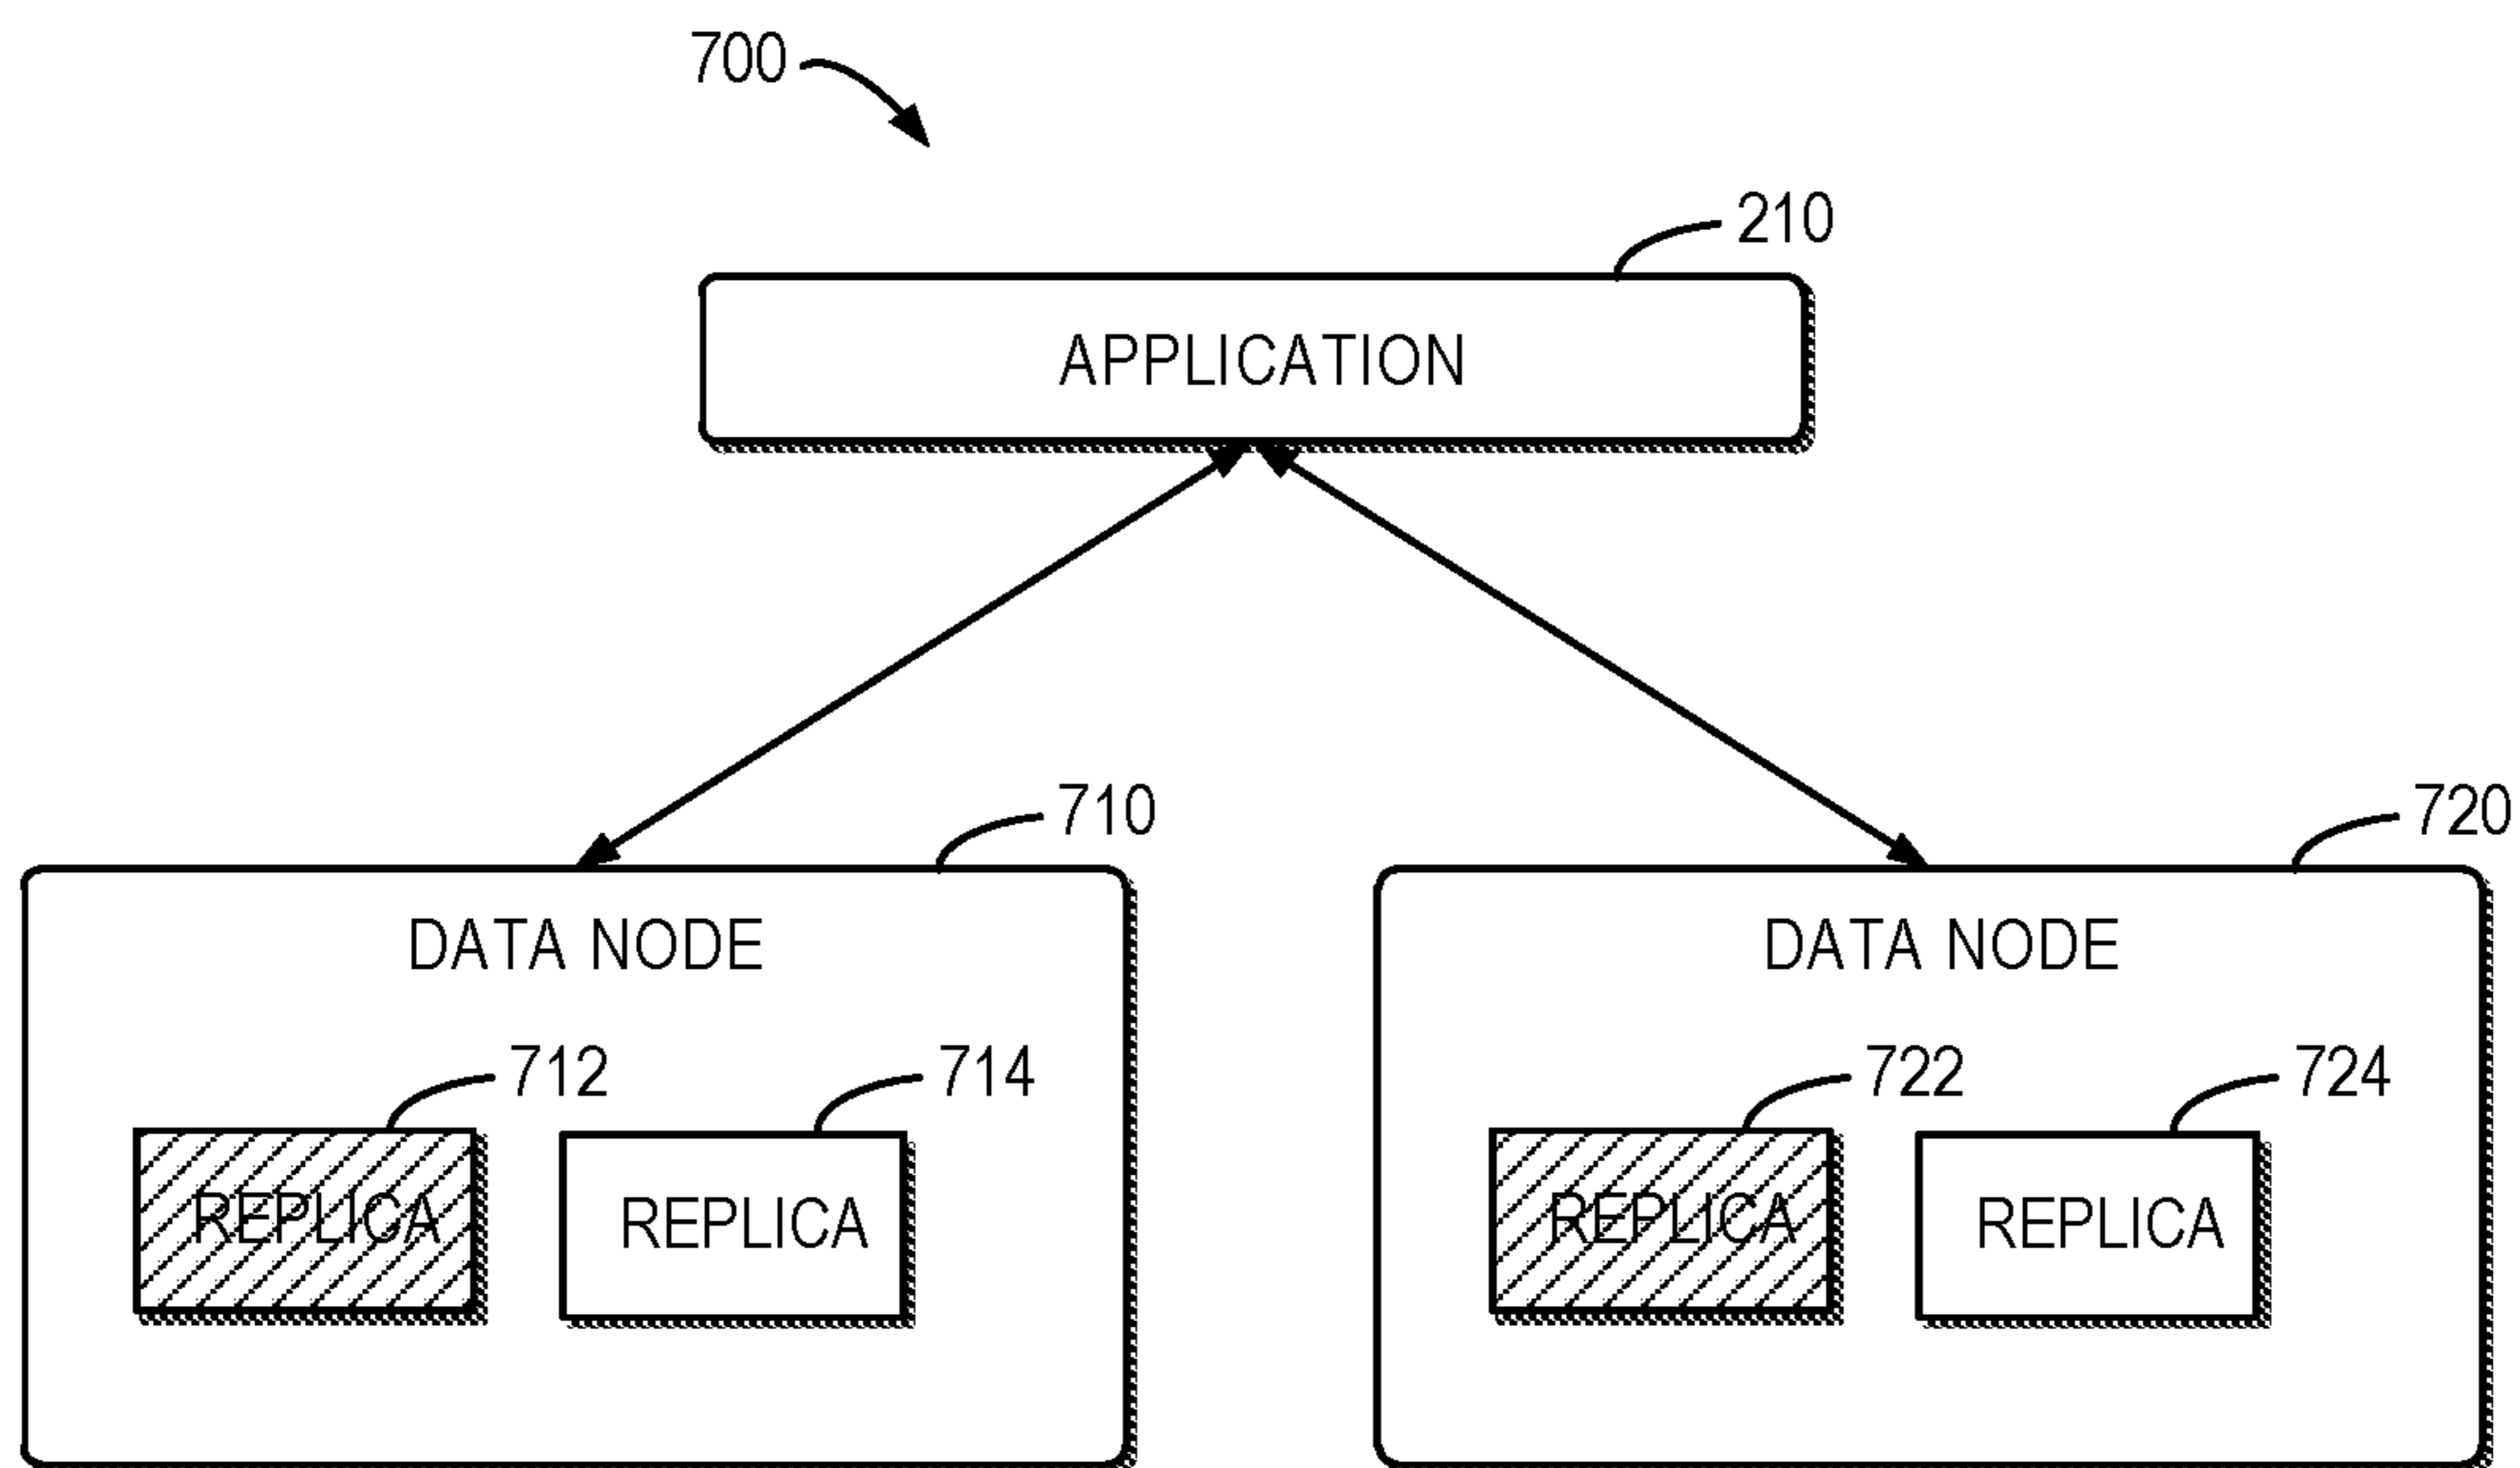 700
210
APPLICATION
710
720
DATA NODE
DATA NODE
712
714
722
724
REPLICA
REPLICA
REPLICA
REPLICA